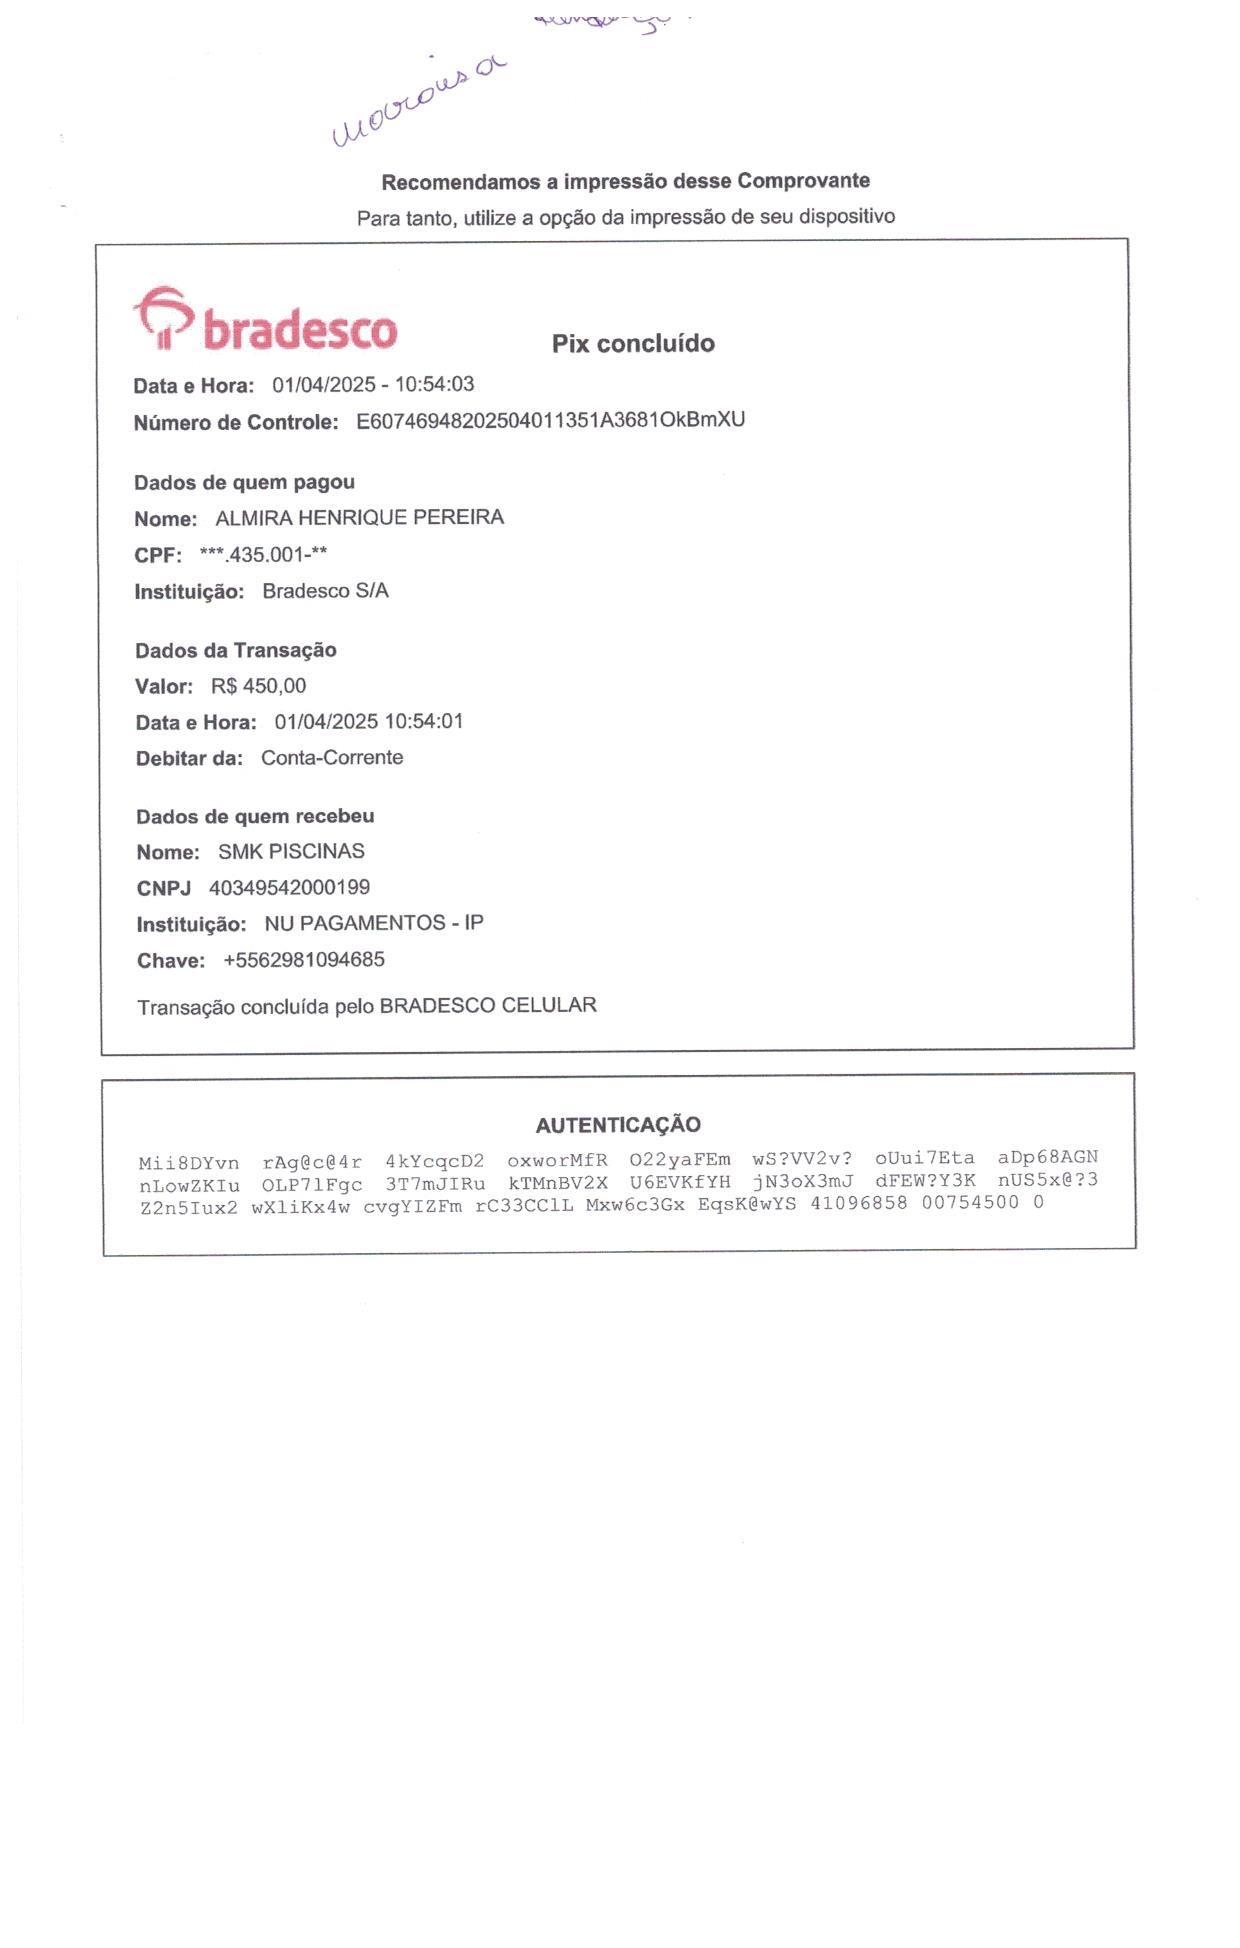 Recomendamos a impressão desse Comprovante
Para tanto, utilize a opção da impressão de seu dispositivo
bradesco
Pix concluído
Data e Hora: 01/04/2025 - 10:54:03
Número de Controle: E60746948202504011351A3681OkBmXU
Dados de quem pagou
Nome: ALMIRA HENRIQUE PEREIRA
CPF: ***.435.001-**
Instituição: Bradesco S/A
Dados da Transação
Valor: R$ 450,00
Data e Hora: 01/04/2025 10:54:01
Debitar da: Conta-Corrente
Dados de quem recebeu
Nome: SMK PISCINAS
CNPJ 40349542000199
Instituição: NU PAGAMENTOS - IP
Chave: +5562981094685
Transação concluída pelo BRADESCO CELULAR
AUTENTICAÇÃO
Mii8DYvn rAg@c@4r 4kYcqcD2 oxworMfR O22yaFEm wS?VV2v? oUui7Eta aDp68AGN
nLowZKIu OLP7lFgc 3T7mJIRu kTMnBV2X U6EVKfYH jN3oX3mJ dFEW?Y3K nUS5x@?3
Z2n5Iux2 wXliKx4w cvgYIZFm rC33CClL Mxw6c3Gx EqsK@wYS 41096858 00754500 0